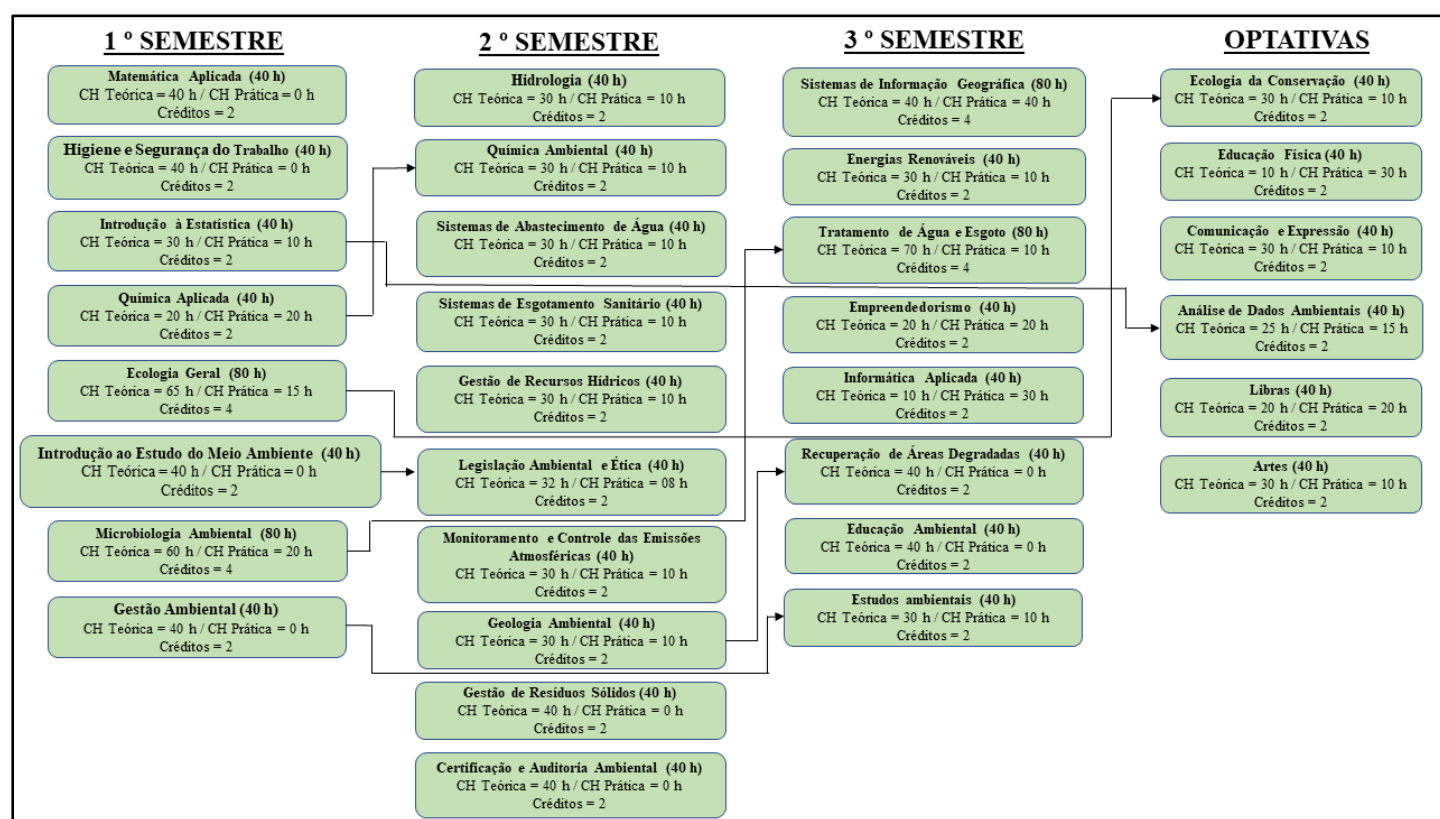 1 º SEMESTRE
Matemática Aplicada (40 h)
CH Teórica = 40 h / CH Prática = 0 h
Créditos = 2
Higiene e Segurança do Trabalho (40 h)
CH Teórica = 40 h / CH Prática = 0 h
Créditos = 2
Introdução à Estatística (40 h)
CH Teórica = 30 h / CH Prática = 10 h
Créditos = 2
Química Aplicada (40 h)
CH Teórica = 20 h / CH Prática = 20 h
Créditos = 2
Ecologia Geral (80 h)
CH Teórica = 65 h / CH Prática = 15 h
Créditos = 4
Introdução ao Estudo do Meio Ambiente (40 h)
CH Teórica = 40 h / CH Prática = 0 h
Créditos = 2
Microbiologia Ambiental (80 h)
CH Teórica = 60 h / CH Prática = 20 h
Créditos = 4
Gestão Ambiental (40 h)
CH Teórica = 40 h / CH Prática = 0 h
Créditos = 2
2 º SEMESTRE
Hidrologia (40 h)
CH Teórica = 30 h / CH Prática = 10 h
Créditos = 2
Química Ambiental (40 h)
CH Teórica = 30 h / CH Prática = 10 h
Créditos = 2
Sistemas de Abastecimento de Água (40 h)
CH Teórica = 30 h / CH Prática = 10 h
Créditos = 2
Sistemas de Esgotamento Sanitário (40 h)
CH Teórica = 30 h / CH Prática = 10 h
Créditos = 2
Gestão de Recursos Hídricos (40 h)
CH Teórica = 30 h / CH Prática = 10 h
Créditos = 2
Legislação Ambiental e Ética (40 h)
CH Teórica = 32 h / CH Prática = 08 h
Créditos = 2
Monitoramento e Controle das Emissões
Atmosféricas (40 h)
CH Teórica = 30 h / CH Prática = 10 h
Créditos = 2
Geologia Ambiental (40 h)
CH Teórica = 30 h / CH Prática = 10 h
Créditos = 2
Gestão de Resíduos Sólidos (40 h)
CH Teórica = 40 h / CH Prática = 0 h
Créditos = 2
Certificação e Auditoria Ambiental (40 h)
CH Teórica = 40 h / CH Prática = 0 h
Créditos = 2
3 º SEMESTRE
Sistemas de Informação Geográfica (80 h)
CH Teórica = 40 h / CH Prática = 40 h
Créditos = 4
Energias Renováveis (40 h)
CH Teórica = 30 h / CH Prática = 10 h
Créditos = 2
Tratamento de Água e Esgoto (80 h)
CH Teórica = 70 h / CH Prática = 10 h
Créditos = 4
Empreendedorismo (40 h)
CH Teórica = 20 h / CH Prática = 20 h
Créditos = 2
Informática Aplicada (40 h)
CH Teórica = 10 h / CH Prática = 30 h
Créditos = 2
Recuperação de Áreas Degradadas (40 h)
CH Teórica = 40 h / CH Prática = 0 h
Créditos = 2
Educação Ambiental (40 h)
CH Teórica = 40 h / CH Prática = 0 h
Créditos = 2
Estudos ambientais (40 h)
CH Teórica = 30 h / CH Prática = 10 h
Créditos = 2
OPTATIVAS
Ecologia da Conservação (40 h)
CH Teórica = 30 h / CH Prática = 10 h
Créditos = 2
Educação Física (40 h)
CH Teórica = 10 h / CH Prática = 30 h
Créditos = 2
Comunicação e Expressão (40 h)
CH Teórica = 30 h / CH Prática = 10 h
Créditos = 2
Análise de Dados Ambientais (40 h)
CH Teórica = 25 h / CH Prática = 15 h
Créditos = 2
Libras (40 h)
CH Teórica = 20 h / CH Prática = 20 h
Créditos = 2
Artes (40 h)
CH Teórica = 30 h / CH Prática = 10 h
Créditos = 2